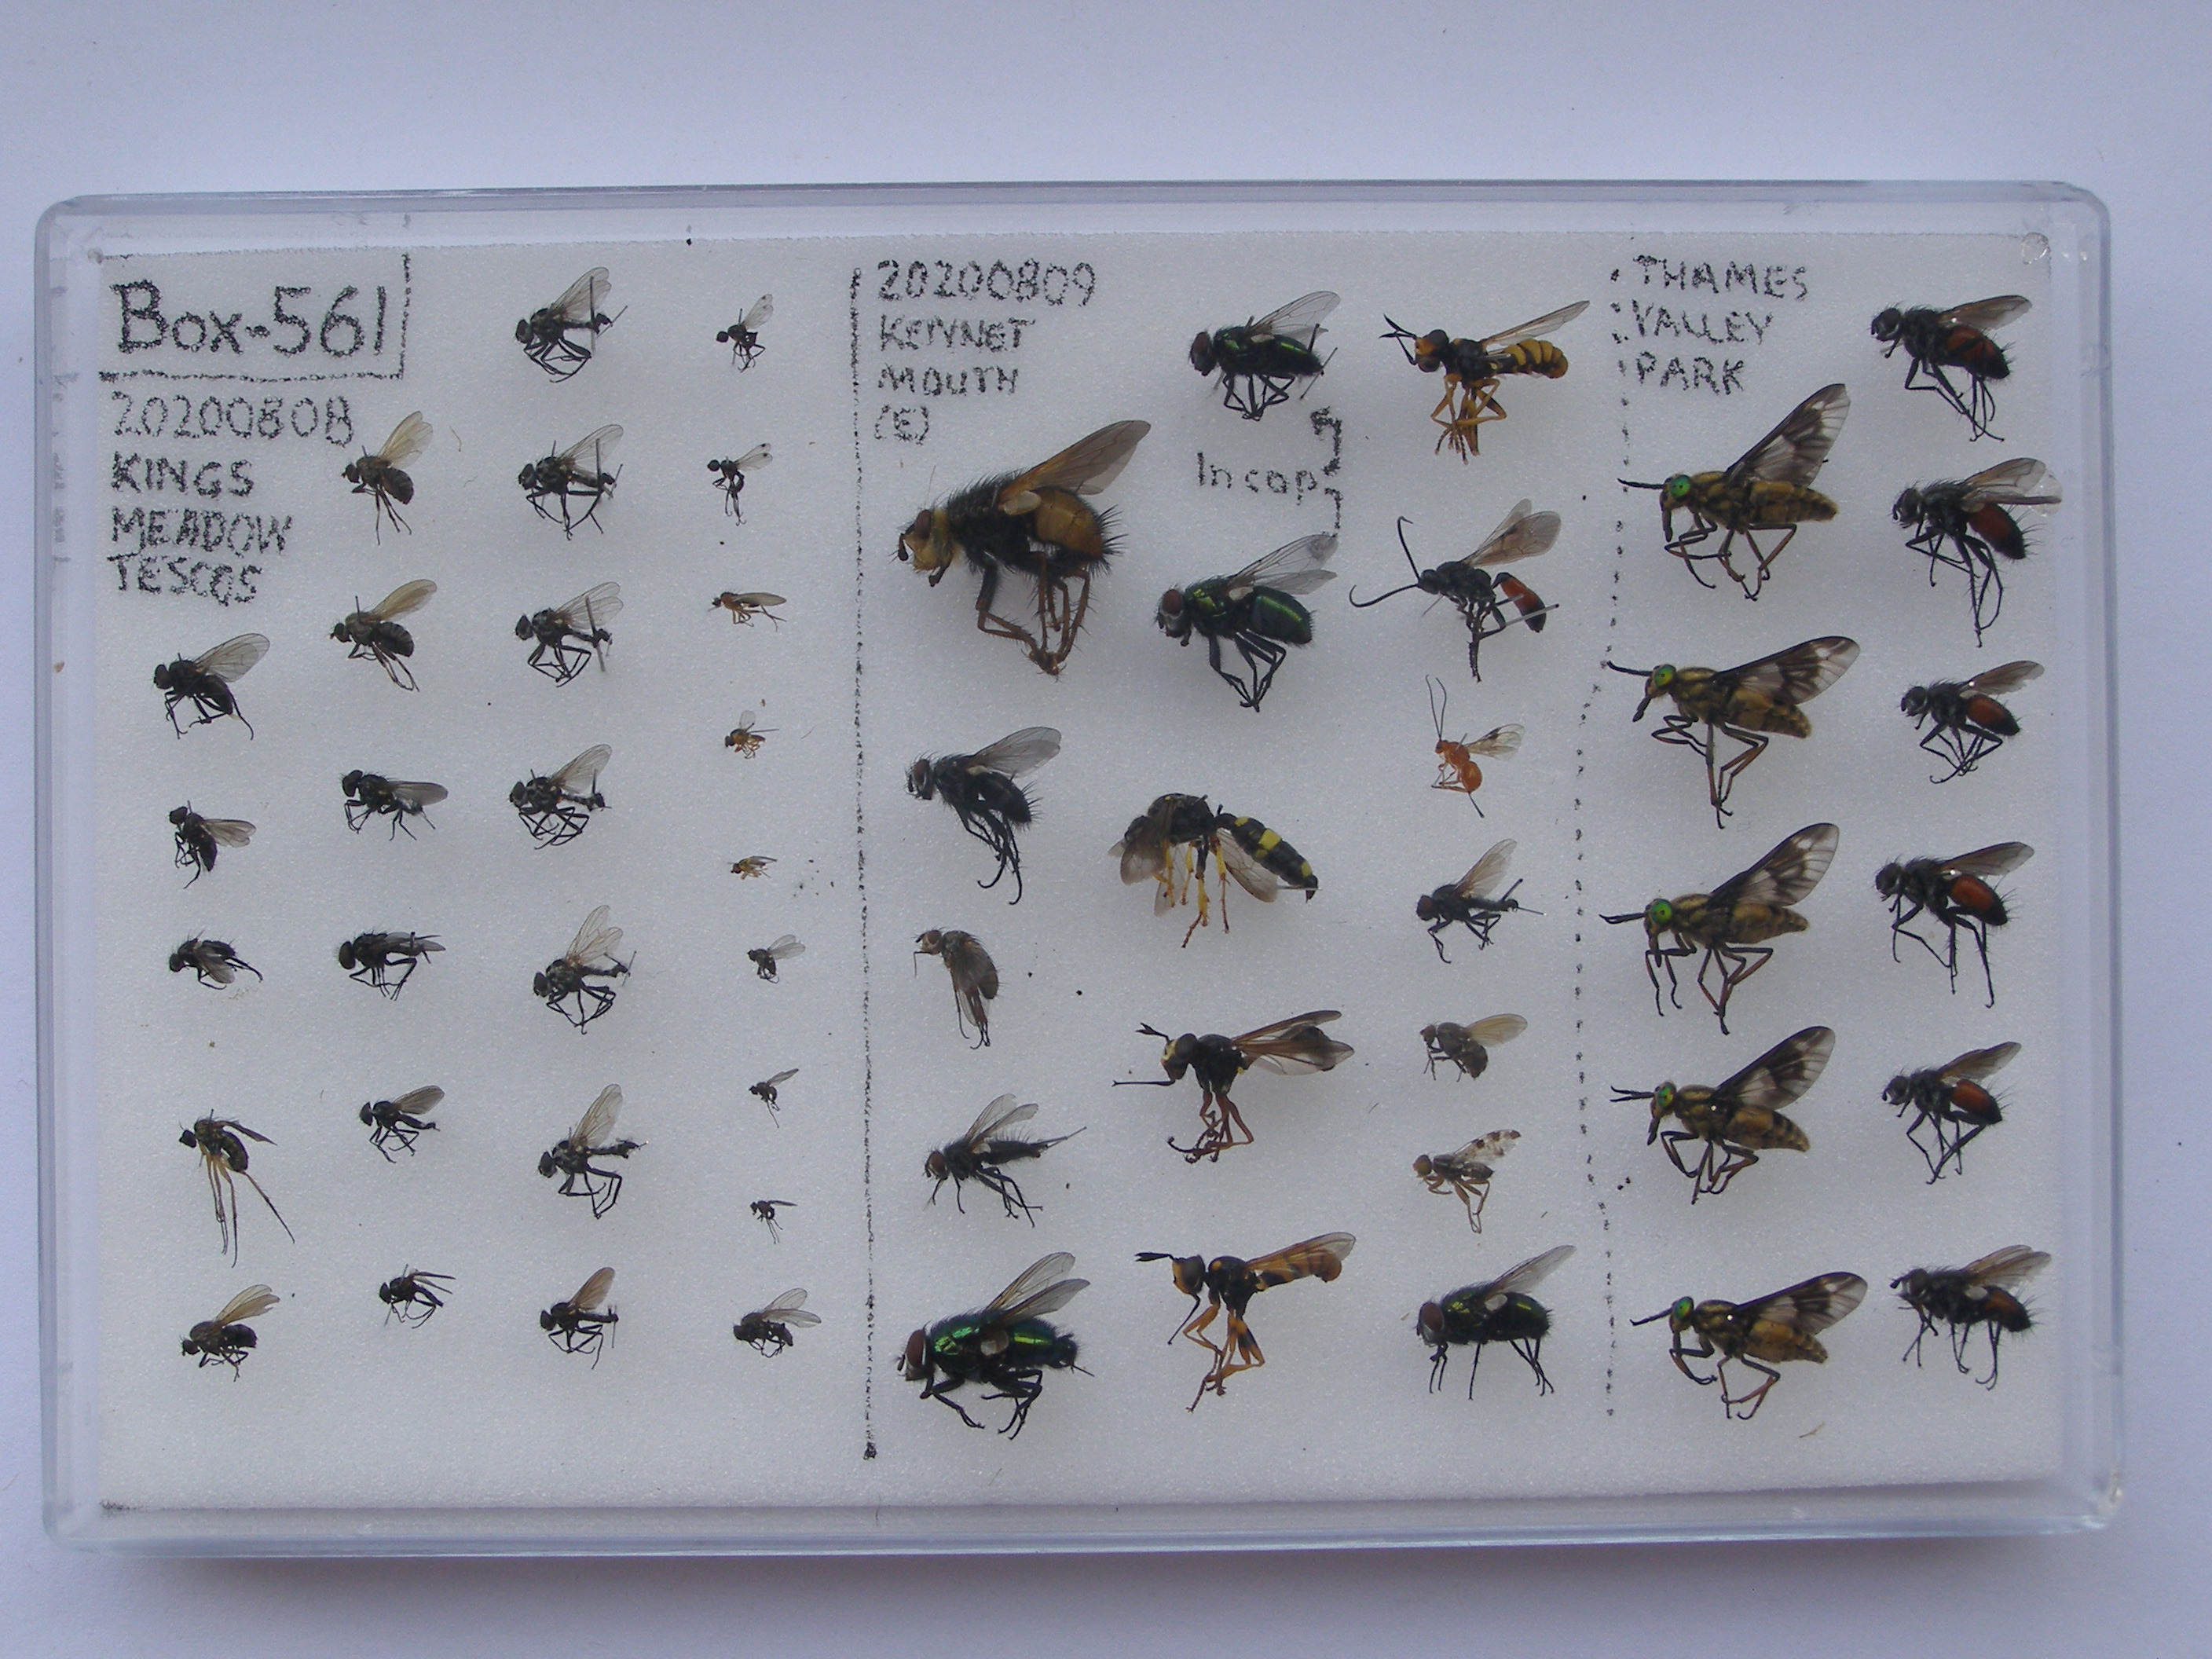 Box-561
20200808
KINGS
MEADOW
TESCOS
20200809
KENNET
MOUTH
(E)
In cop
THAMES
VALLEY
PARK